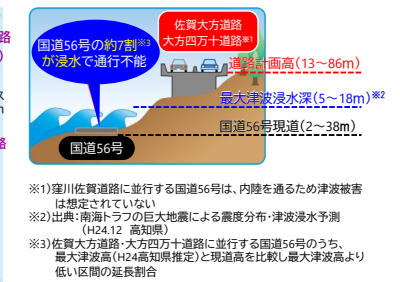 路
)
ス
m
路
佐賀大方道路
大方四万十道路※1
国道56号の約7割※3
が浸水で通行不能
道路計画高(13～86m)
最大津波浸水深(5～18m)※2
国道56号現道(2～38m)
国道56号
※1)窪川佐賀道路に並行する国道56号は、内陸を通るため津波被害
は想定されていない
※2)出典:南海トラフの巨大地震による震度分布・津波浸水予測
(H24.12 高知県)
※3)佐賀大方道路・大方四万十道路に並行する国道56号のうち、
最大津波高(H24高知県推定)と現道高を比較し最大津波高より
低い区間の延長割合